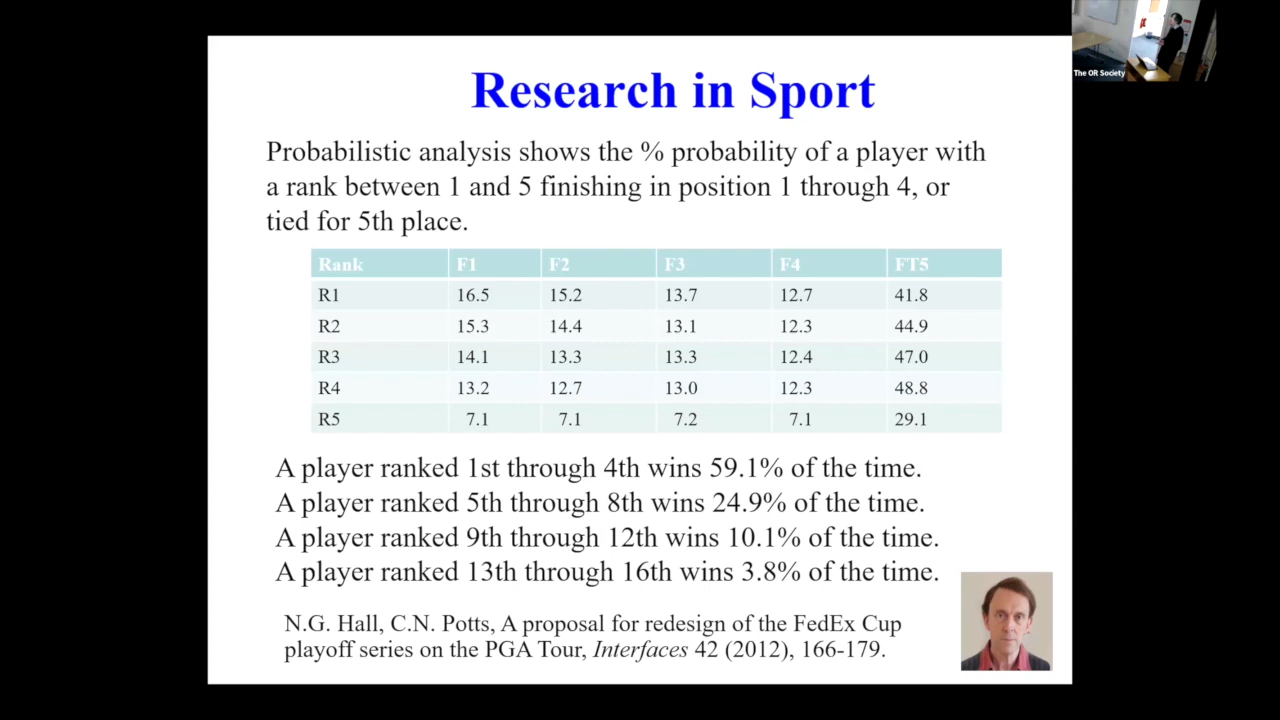 Research in Sport
The OR Society
Probabilistic analysis shows the % probability of a player with
a rank between 1 and 5 finishing in position 1 through 4, or
tied for 5th place.
Rank F1 F2 F3 F4 FT5
R1 16.5 15.2 13.7 12.7 41.8
R2 15.3 14.4 13.1 12.3 44.9
R3 14.1 13.3 13.3 12.4 47.0
R4 13.2 12.7 13.0 12.3 48.8
R5 7.1 7.1 7.2 7.1 29.1
A player ranked 1st through 4th wins 59.1% of the time.
A player ranked 5th through 8th wins 24.9% of the time.
A player ranked 9th through 12th wins 10.1% of the time.
A player ranked 13th through 16th wins 3.8% of the time.
N.G. Hall, C.N. Potts, A proposal for redesign of the FedEx Cup
playoff series on the PGA Tour, Interfaces 42 (2012), 166-179.